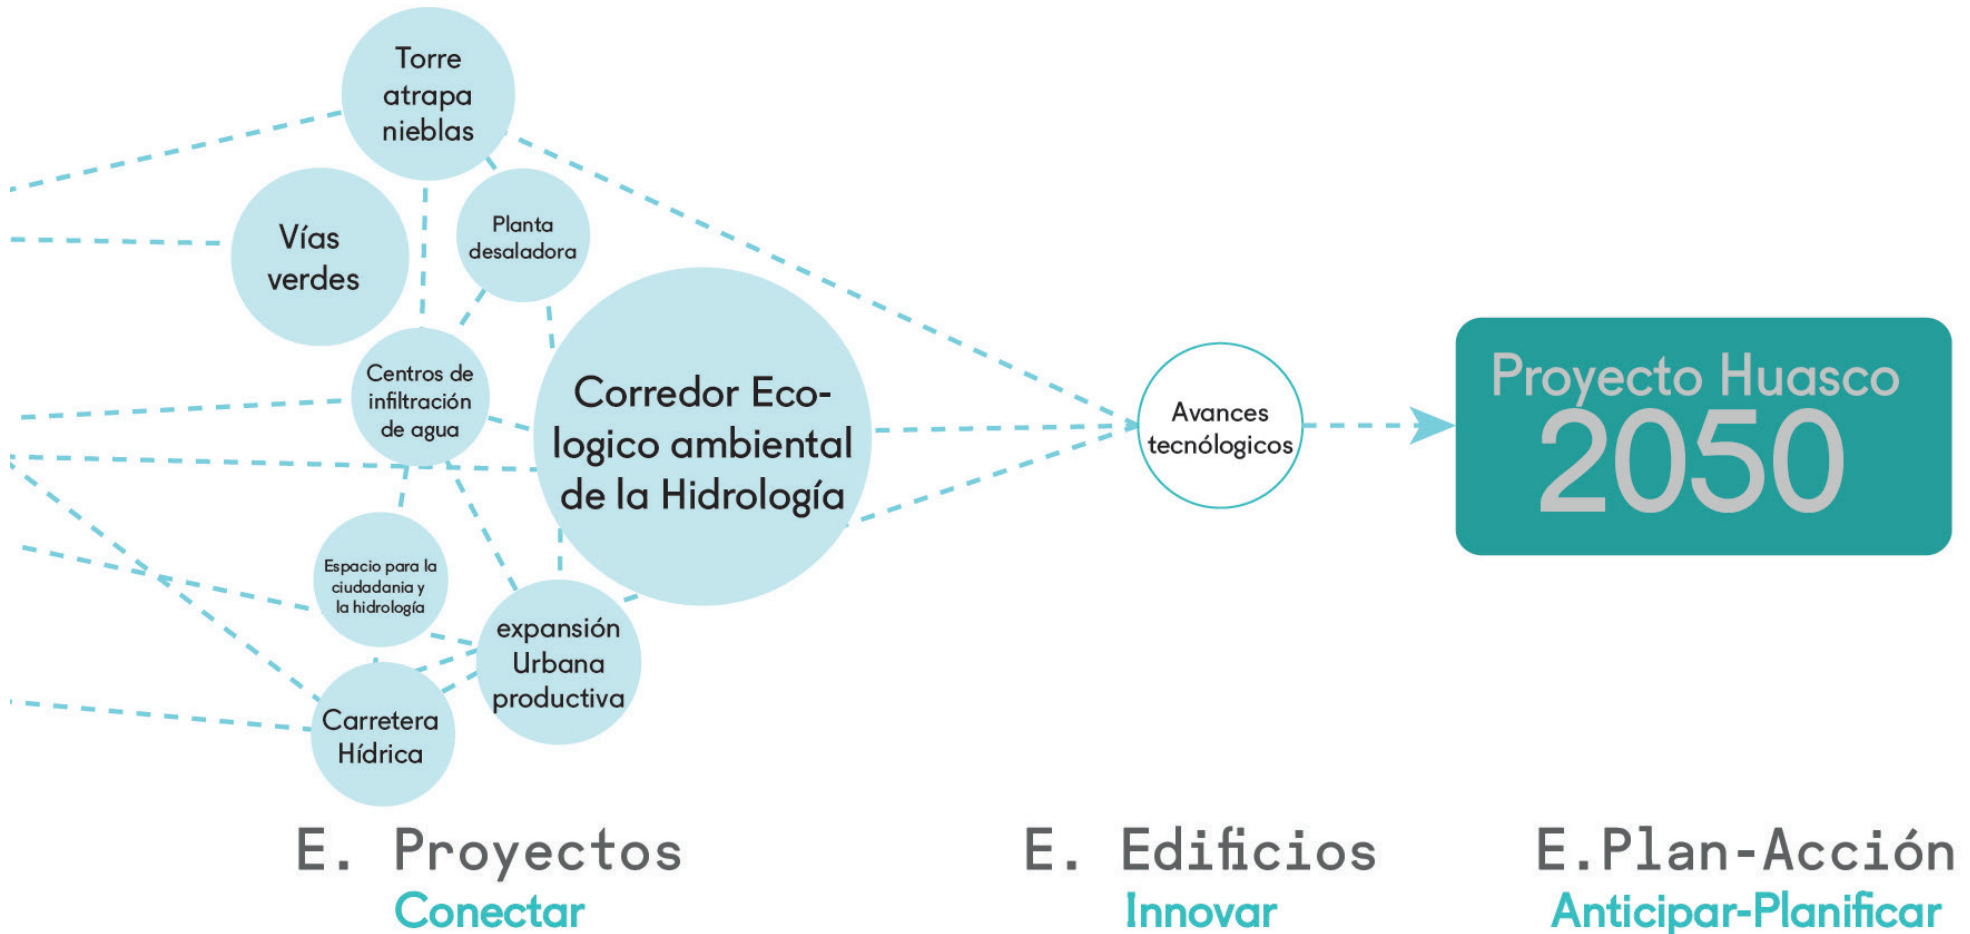 Torre
atrapa
nieblas
Vías
verdes
Planta
desaladora
Centros de
infiltración
de agua
Corredor Eco-
logico ambiental
de la Hidrología
Espacio para la
ciudadania y
la hidrología
expansión
Urbana
productiva
Carretera
Hídrica
Avances
tecnólogicos
Proyecto Huasco
2050
E. Proyectos
Conectar
E. Edificios
Innovar
E.Plan-Acción
Anticipar-Planificar